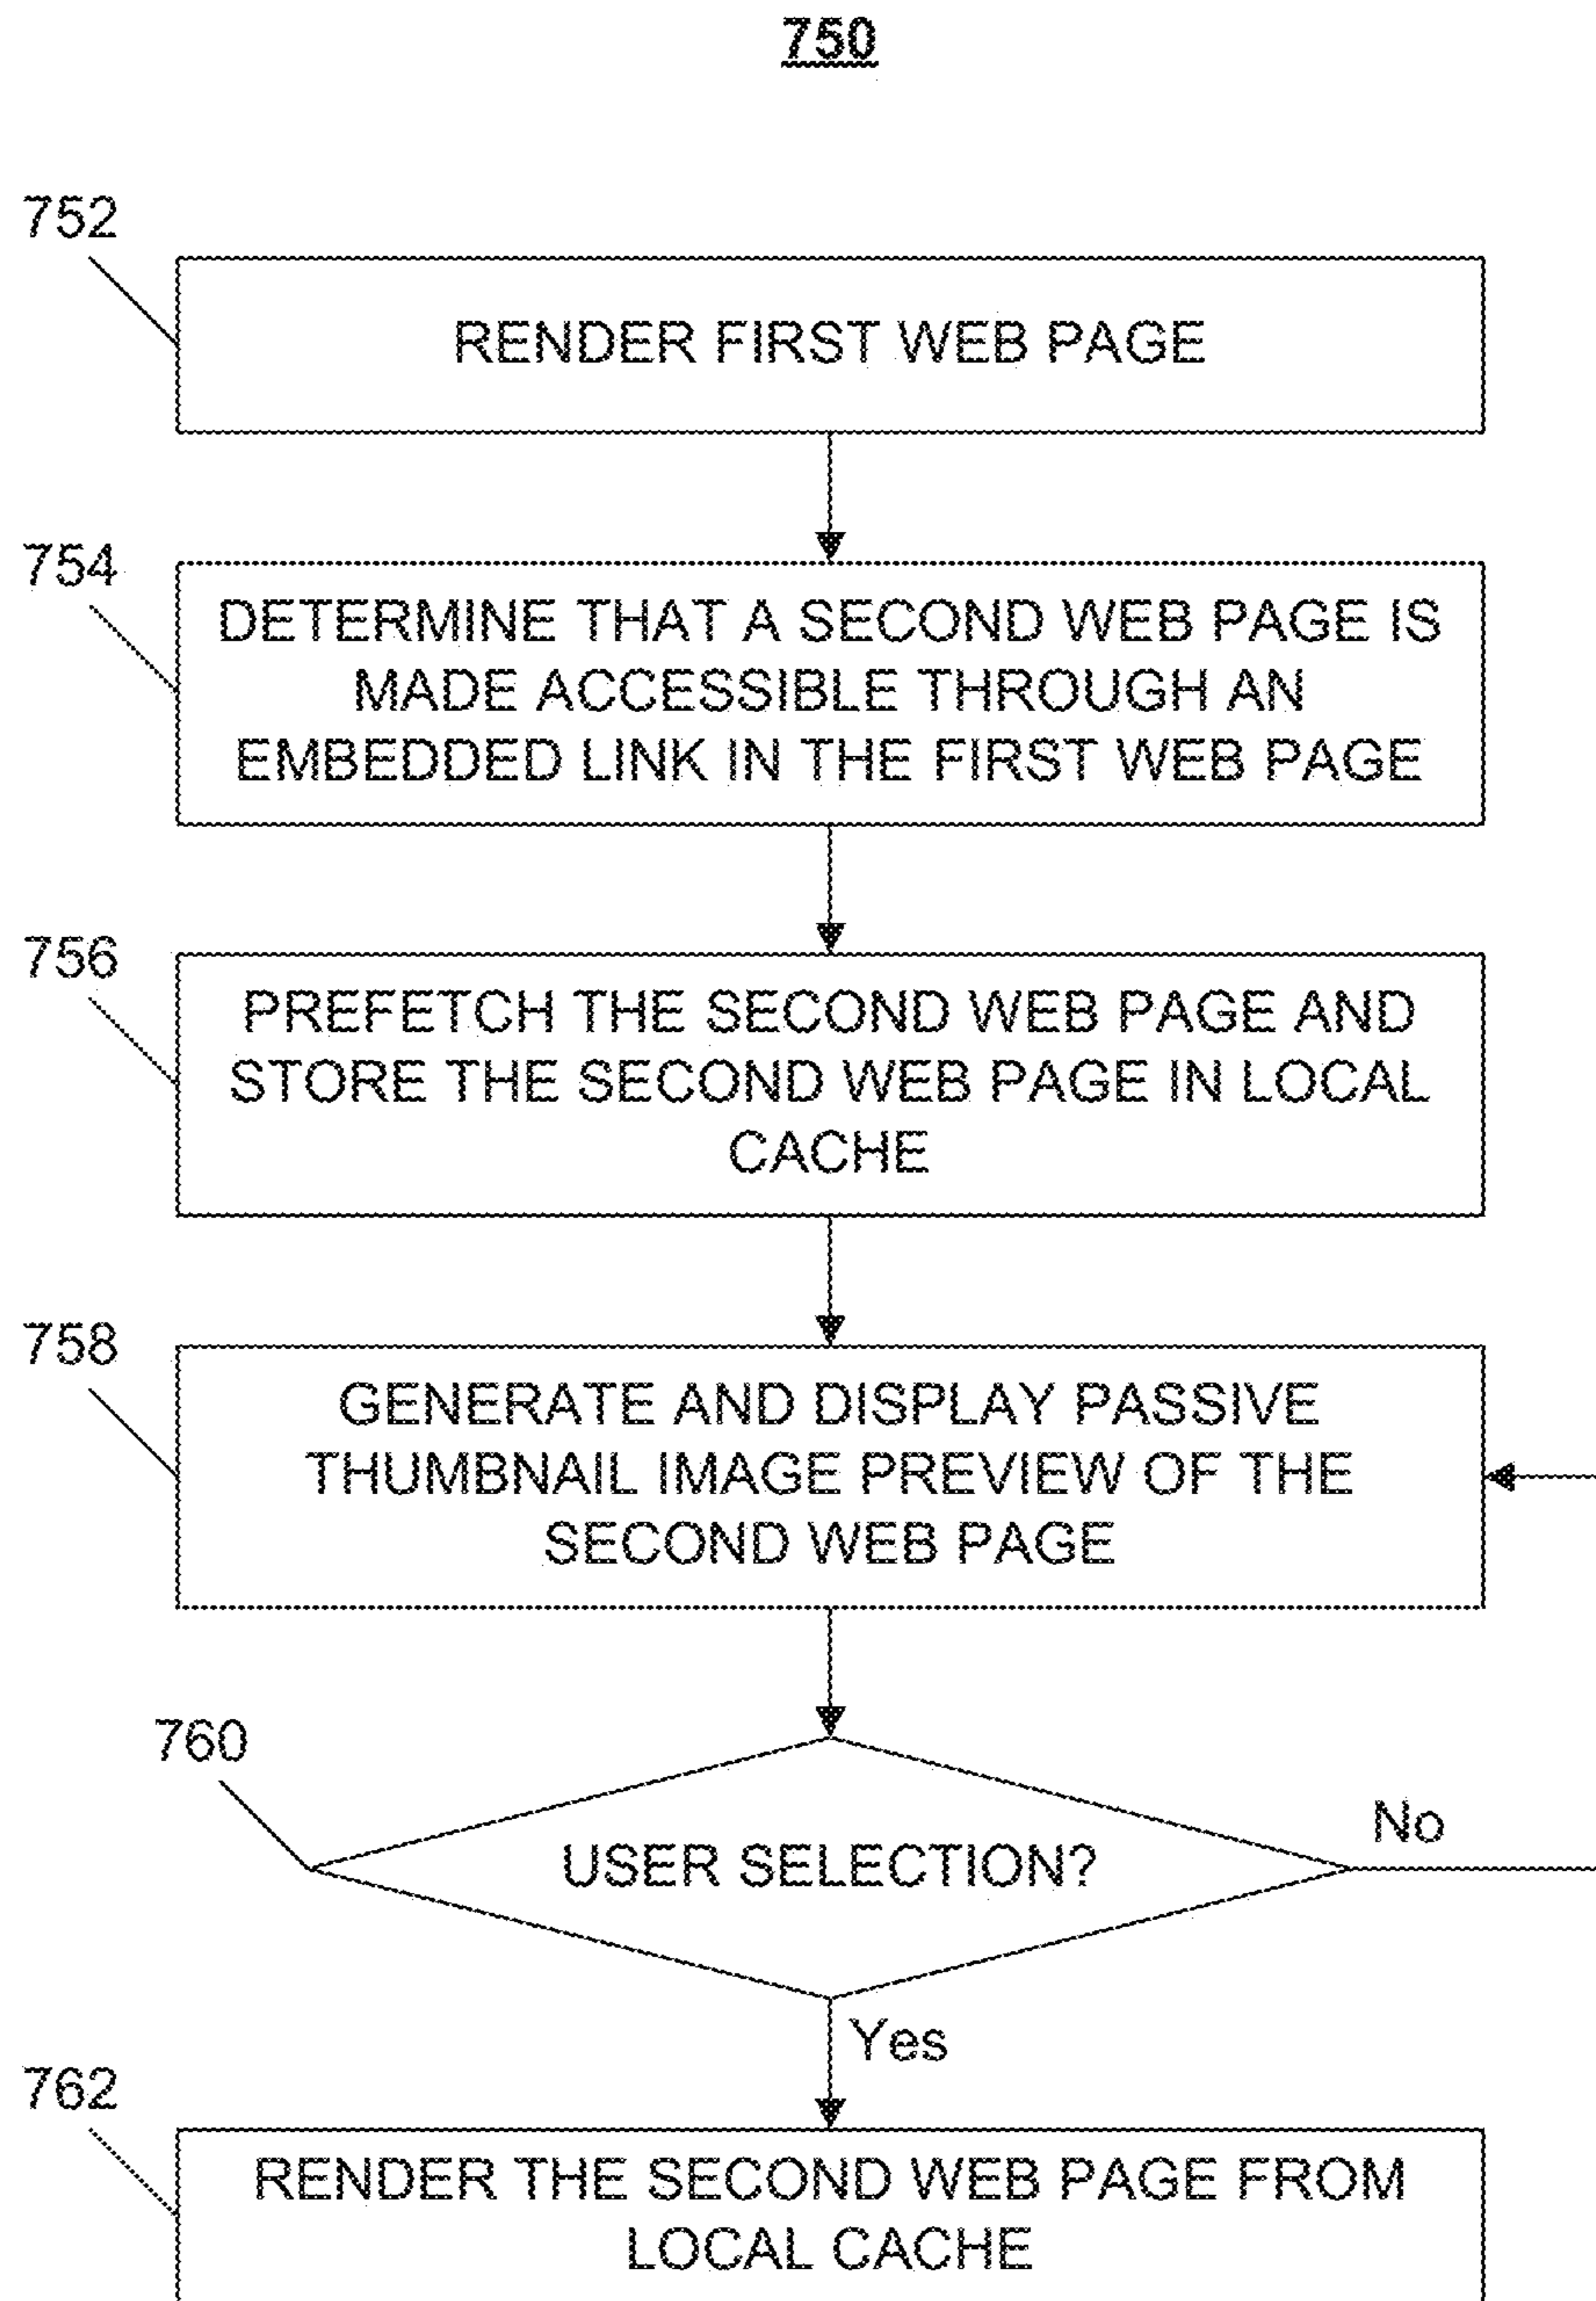 750
752
RENDER FIRST WEB PAGE
754
DETERMINE THAT A SECOND WEB PAGE IS
MADE ACCESSIBLE THROUGH AN
EMBEDDED LINK IN THE FIRST WEB PAGE
756
PREFETCH THE SECOND WEB PAGE AND
STORE THE SECOND WEB PAGE IN LOCAL
CACHE
758
GENERATE AND DISPLAY PASSIVE
THUMBNAIL IMAGE PREVIEW OF THE
SECOND WEB PAGE
760
USER SELECTION?
No
Yes
762
RENDER THE SECOND WEB PAGE FROM
LOCAL CACHE